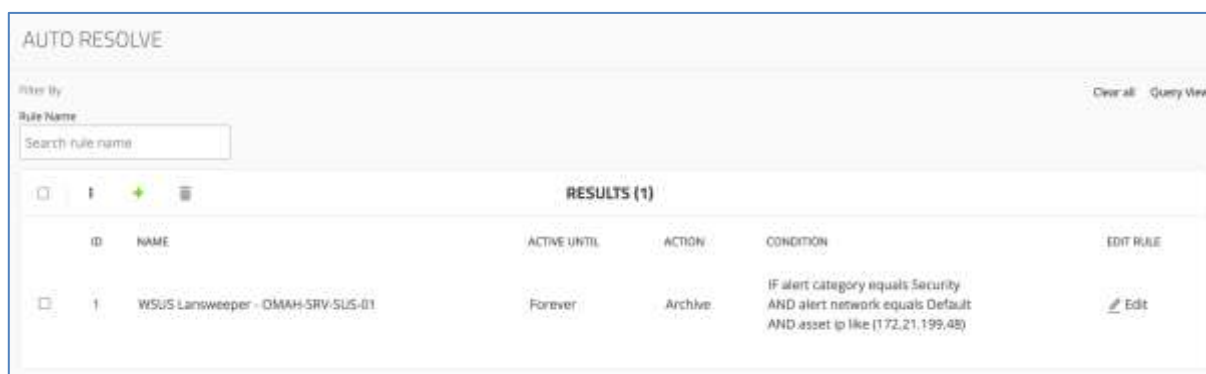 AUTO RESOLVE
Filter By
Clear all Query View
Rule Name
Search rule name
RESULTS (1)
ID NAME ACTIVE UNTIL ACTION CONDITION EDIT RULE
IF alert category equals Security
1 WSUS Lansweeper - OMAH-SRV-SUS-01 Forever Archive AND alert network equals Default Edit
AND asset ip like (172.21.199.48)